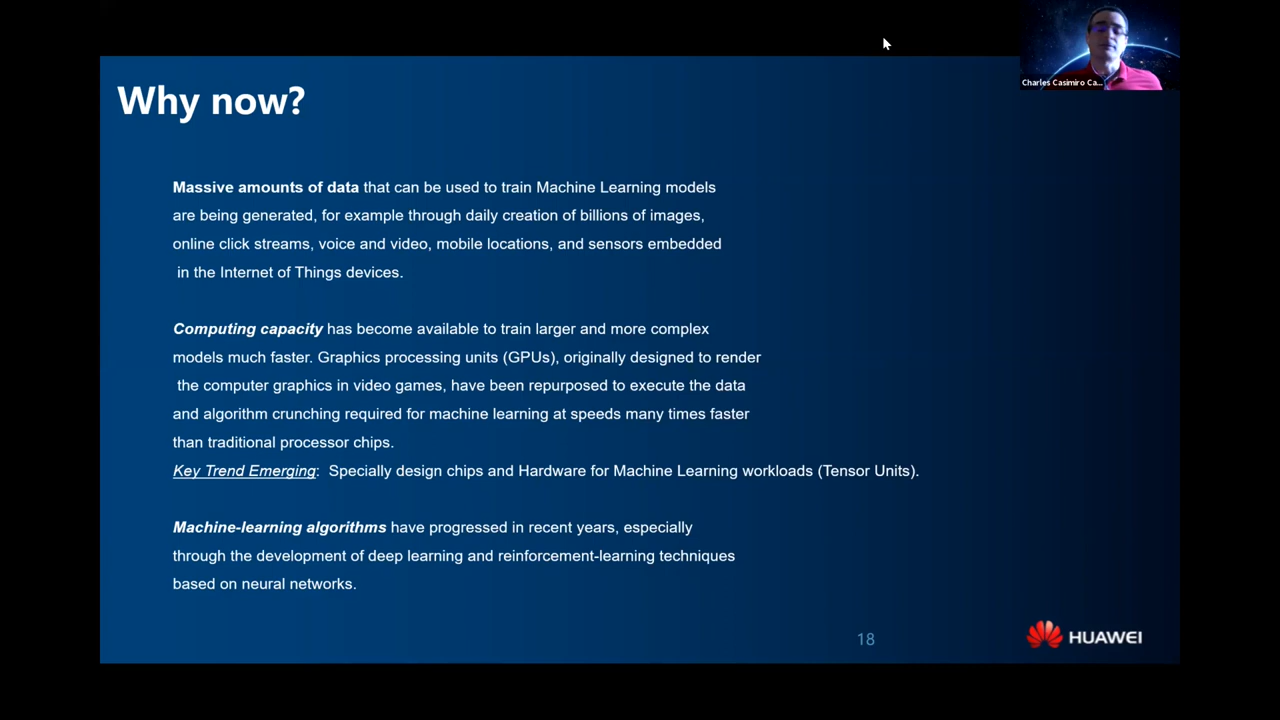 Charles Casimiro Ca...
Why now?
Massive amounts of data that can be used to train Machine Learning models
are being generated, for example through daily creation of billions of images,
online click streams, voice and video, mobile locations, and sensors embedded
in the Internet of Things devices.
Computing capacity has become available to train larger and more complex
models much faster. Graphics processing units (GPUs), originally designed to render
the computer graphics in video games, have been repurposed to execute the data
and algorithm crunching required for machine learning at speeds many times faster
than traditional processor chips.
Key Trend Emerging: Specially design chips and Hardware for Machine Learning workloads (Tensor Units).
Machine-learning algorithms have progressed in recent years, especially
through the development of deep learning and reinforcement-learning techniques
based on neural networks.
18
HUAWEI